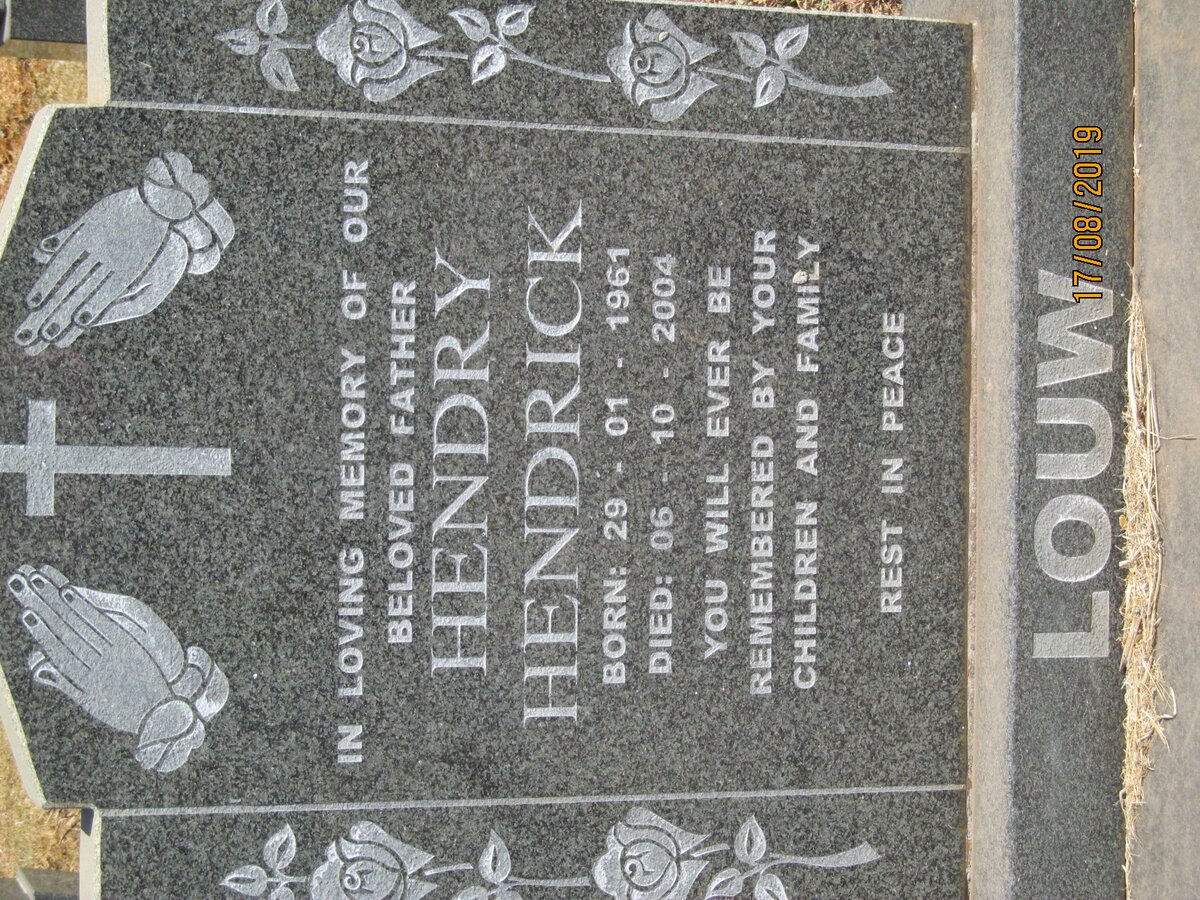 IN LOVING MEMORY OF OUR
BELOVED FATHER
HENDRY
HENDRICK
BORN: 29 - 01 - 1961
DIED: 06 - 10 - 2004
YOU WILL EVER BE
REMEMBERED BY YOUR
CHILDREN AND FAMILY
REST IN PEACE
LOUW
17/08/2019